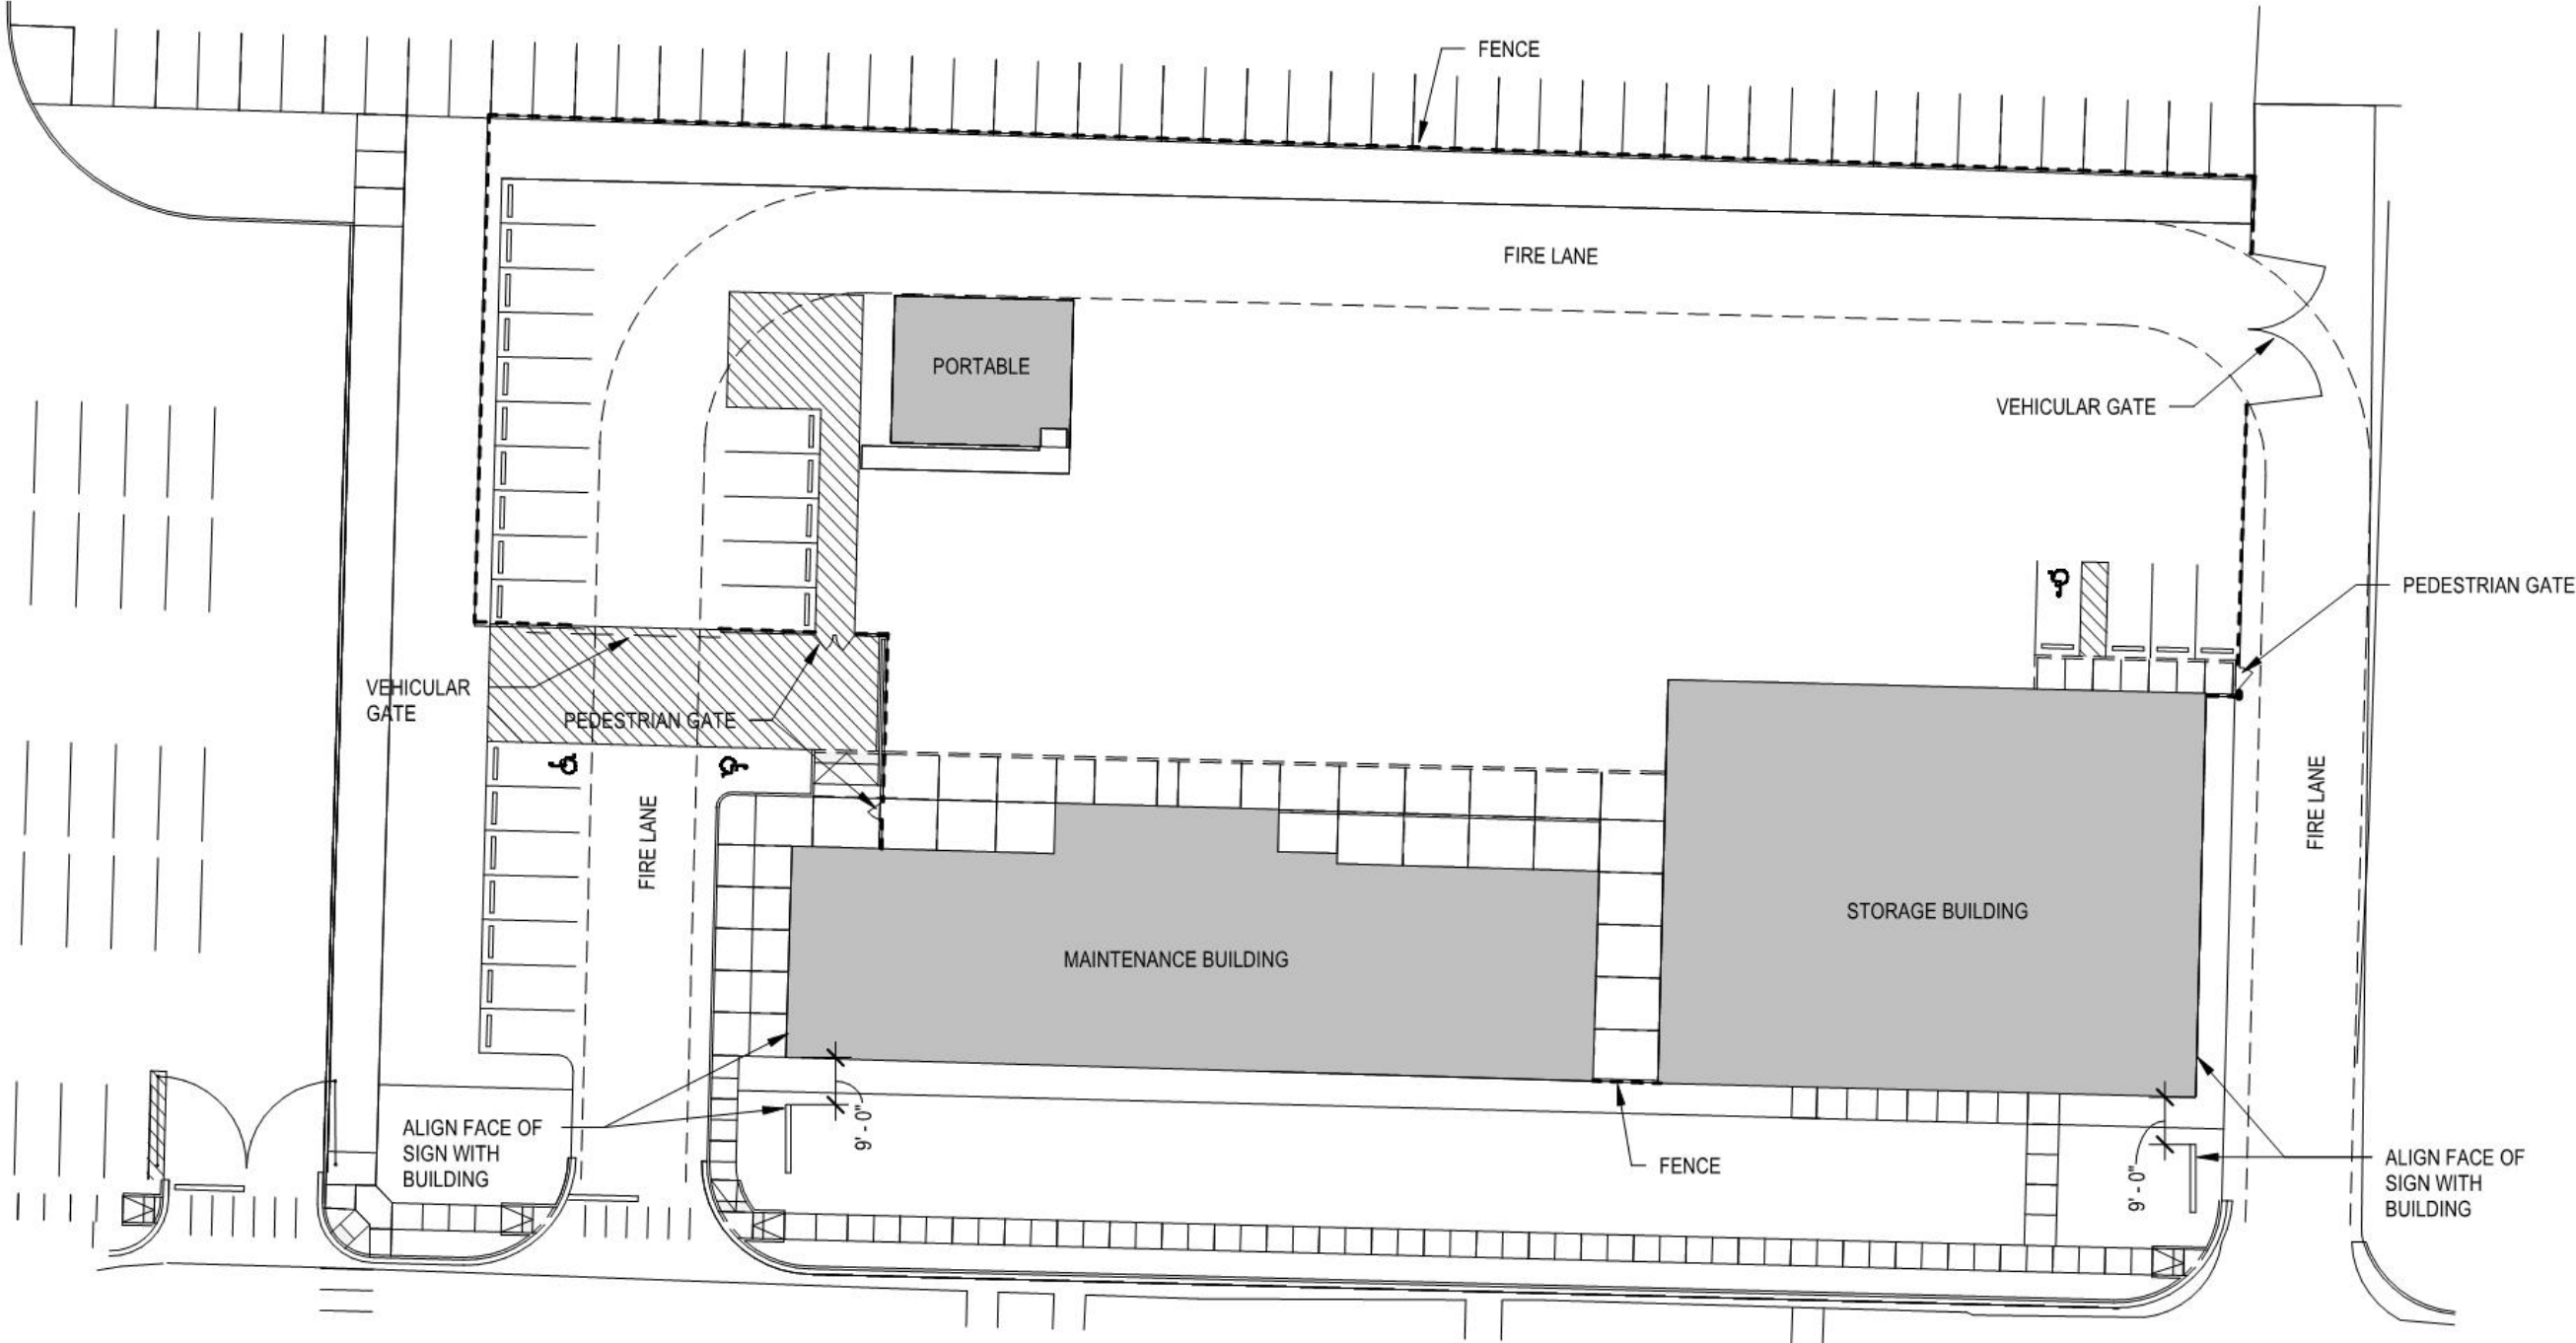 FENCE
FIRE LANE
PORTABLE
VEHICULAR GATE
PEDESTRIAN GATE
VEHICULAR
GATE
PEDESTRIAN GATE
FIRE LANE
FIRE LANE
STORAGE BUILDING
MAINTENANCE BUILDING
ALIGN FACE OF
SIGN WITH
BUILDING
9' - 0"
FENCE
9' - 0"
ALIGN FACE OF
SIGN WITH
BUILDING